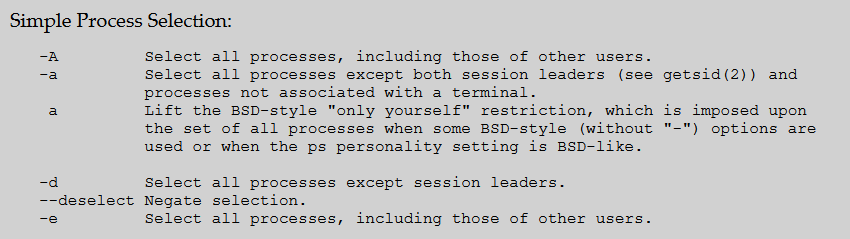 Simple Process Selection:
-A Select all processes, including those of other users.
-a Select all processes except both session leaders (see getsid(2)) and
processes not associated with a terminal.
a Lift the BSD-style "only yourself" restriction, which is imposed upon
the set of all processes when some BSD-style (without "-") options are
used or when the ps personality setting is BSD-like.
-d Select all processes except session leaders.
--deselect Negate selection.
-e Select all processes, including those of other users.